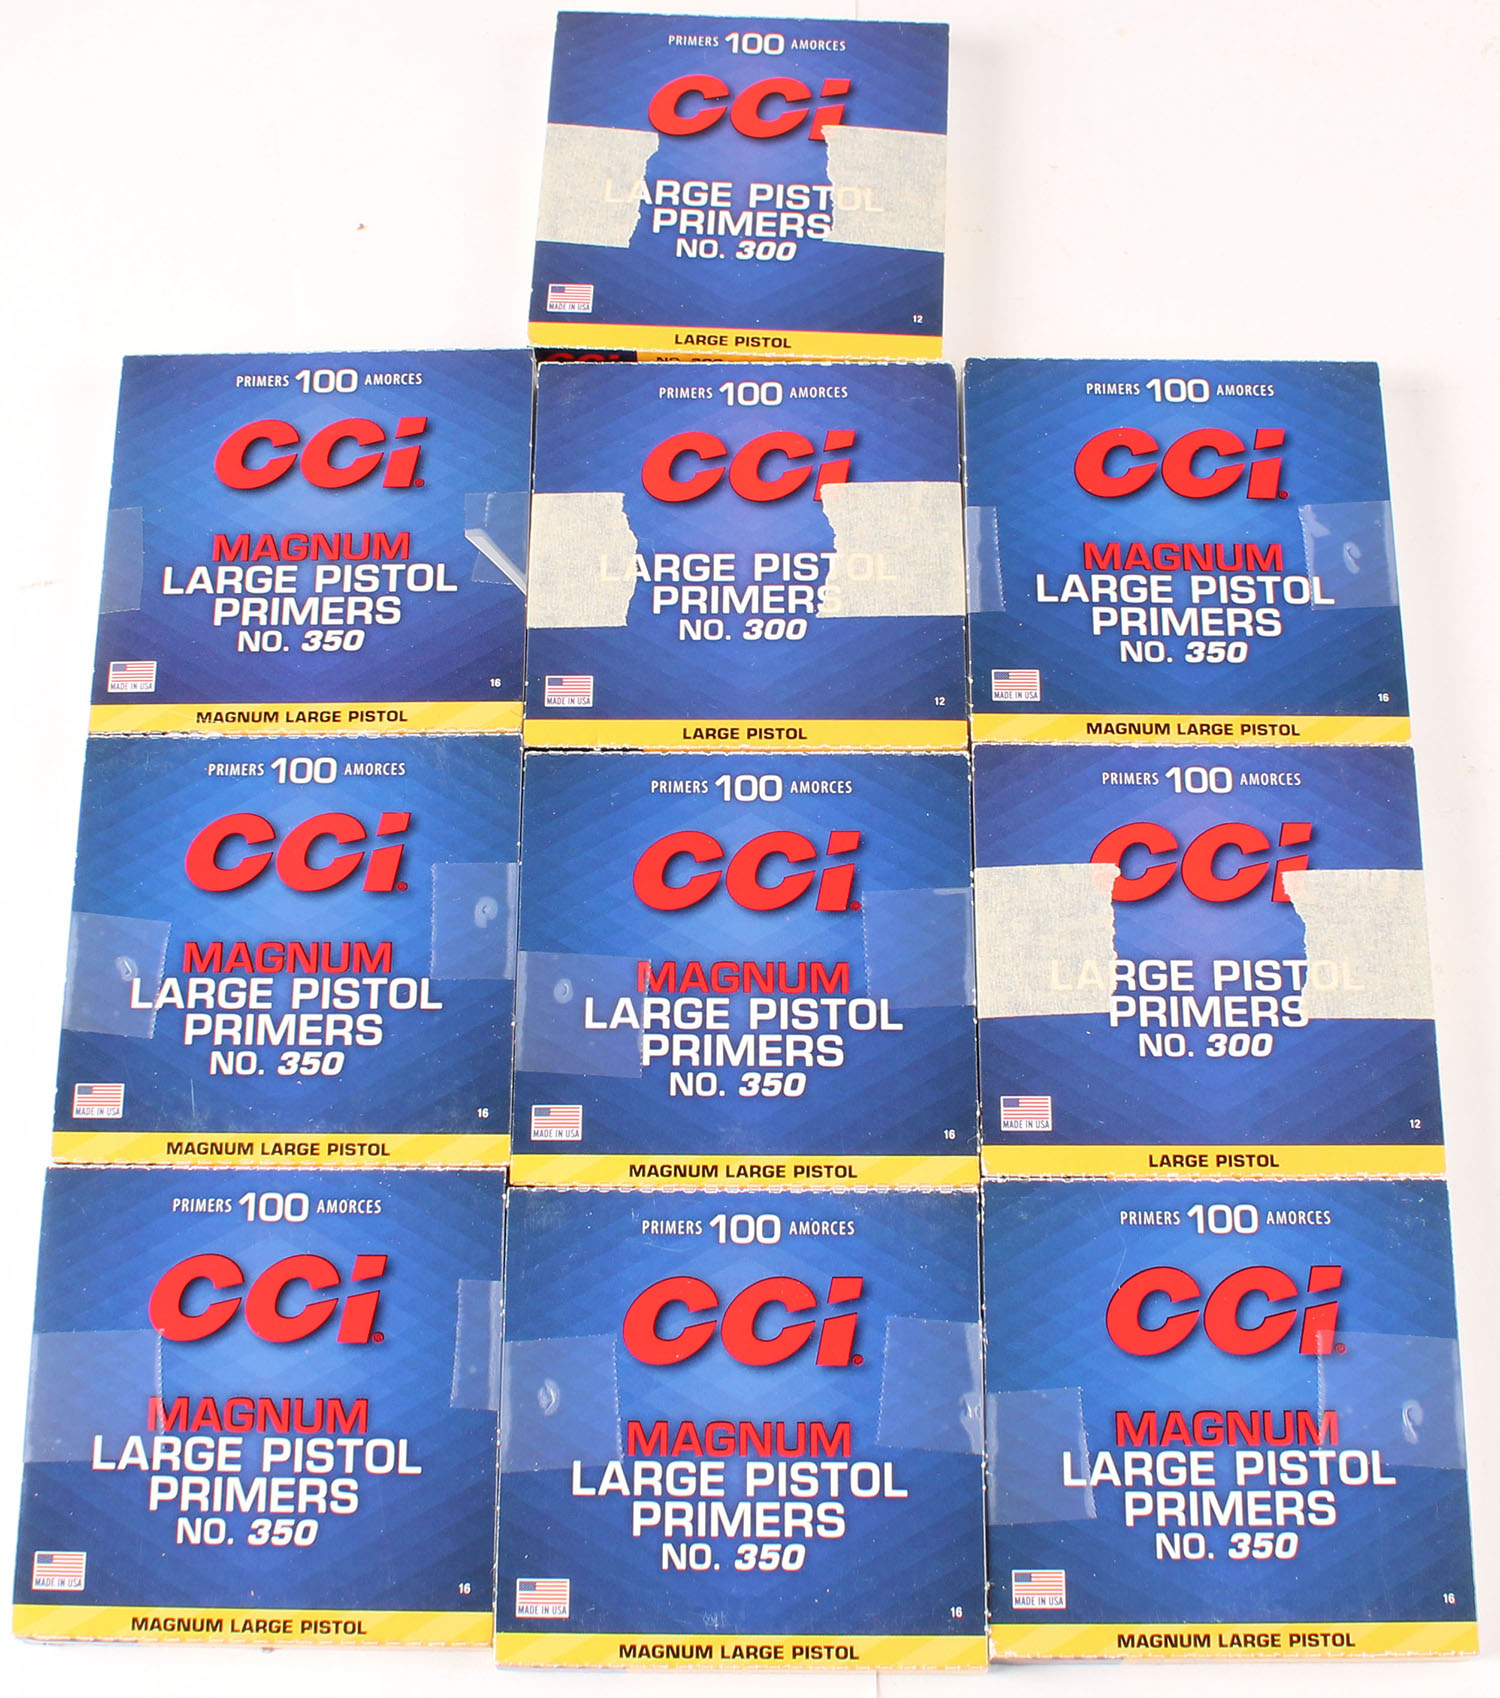 PRIMERS 100 AMORCES
CCI
LARGE PISTOL
PRIMERS
NO. 300
MADE IN USA
12
LARGE PISTOL
CCI
PRIMERS 100 AMORCES
CCI
MAGNUM
LARGE PISTOL
PRIMERS
NO. 350
MADE IN USA
16
MAGNUM LARGE PISTOL
PRIMERS 100 AMORCES
CCI
LARGE PISTOL
PRIMERS
NO. 300
MADE IN USA
12
LARGE PISTOL
PRIMERS 100 AMORCES
CCI
MAGNUM
LARGE PISTOL
PRIMERS
NO. 350
MADE IN USA
16
MAGNUM LARGE PISTOL
PRIMERS 100 AMORCES
CCI
MAGNUM
LARGE PISTOL
PRIMERS
NO. 350
MADE IN USA
16
MAGNUM LARGE PISTOL
PRIMERS 100 AMORCES
CCI
MAGNUM
LARGE PISTOL
PRIMERS
NO. 350
MADE IN USA
16
MAGNUM LARGE PISTOL
PRIMERS 100 AMORCES
CCI
LARGE PISTOL
PRIMERS
NO. 300
MADE IN USA
12
LARGE PISTOL
PRIMERS 100 AMORCES
CCI
MAGNUM
LARGE PISTOL
PRIMERS
NO. 350
MADE IN USA
16
MAGNUM LARGE PISTOL
PRIMERS 100 AMORCES
CCI
MAGNUM
LARGE PISTOL
PRIMERS
NO. 350
MADE IN USA
16
MAGNUM LARGE PISTOL
PRIMERS 100 AMORCES
CCI
MAGNUM
LARGE PISTOL
PRIMERS
NO. 350
MADE IN USA
16
MAGNUM LARGE PISTOL